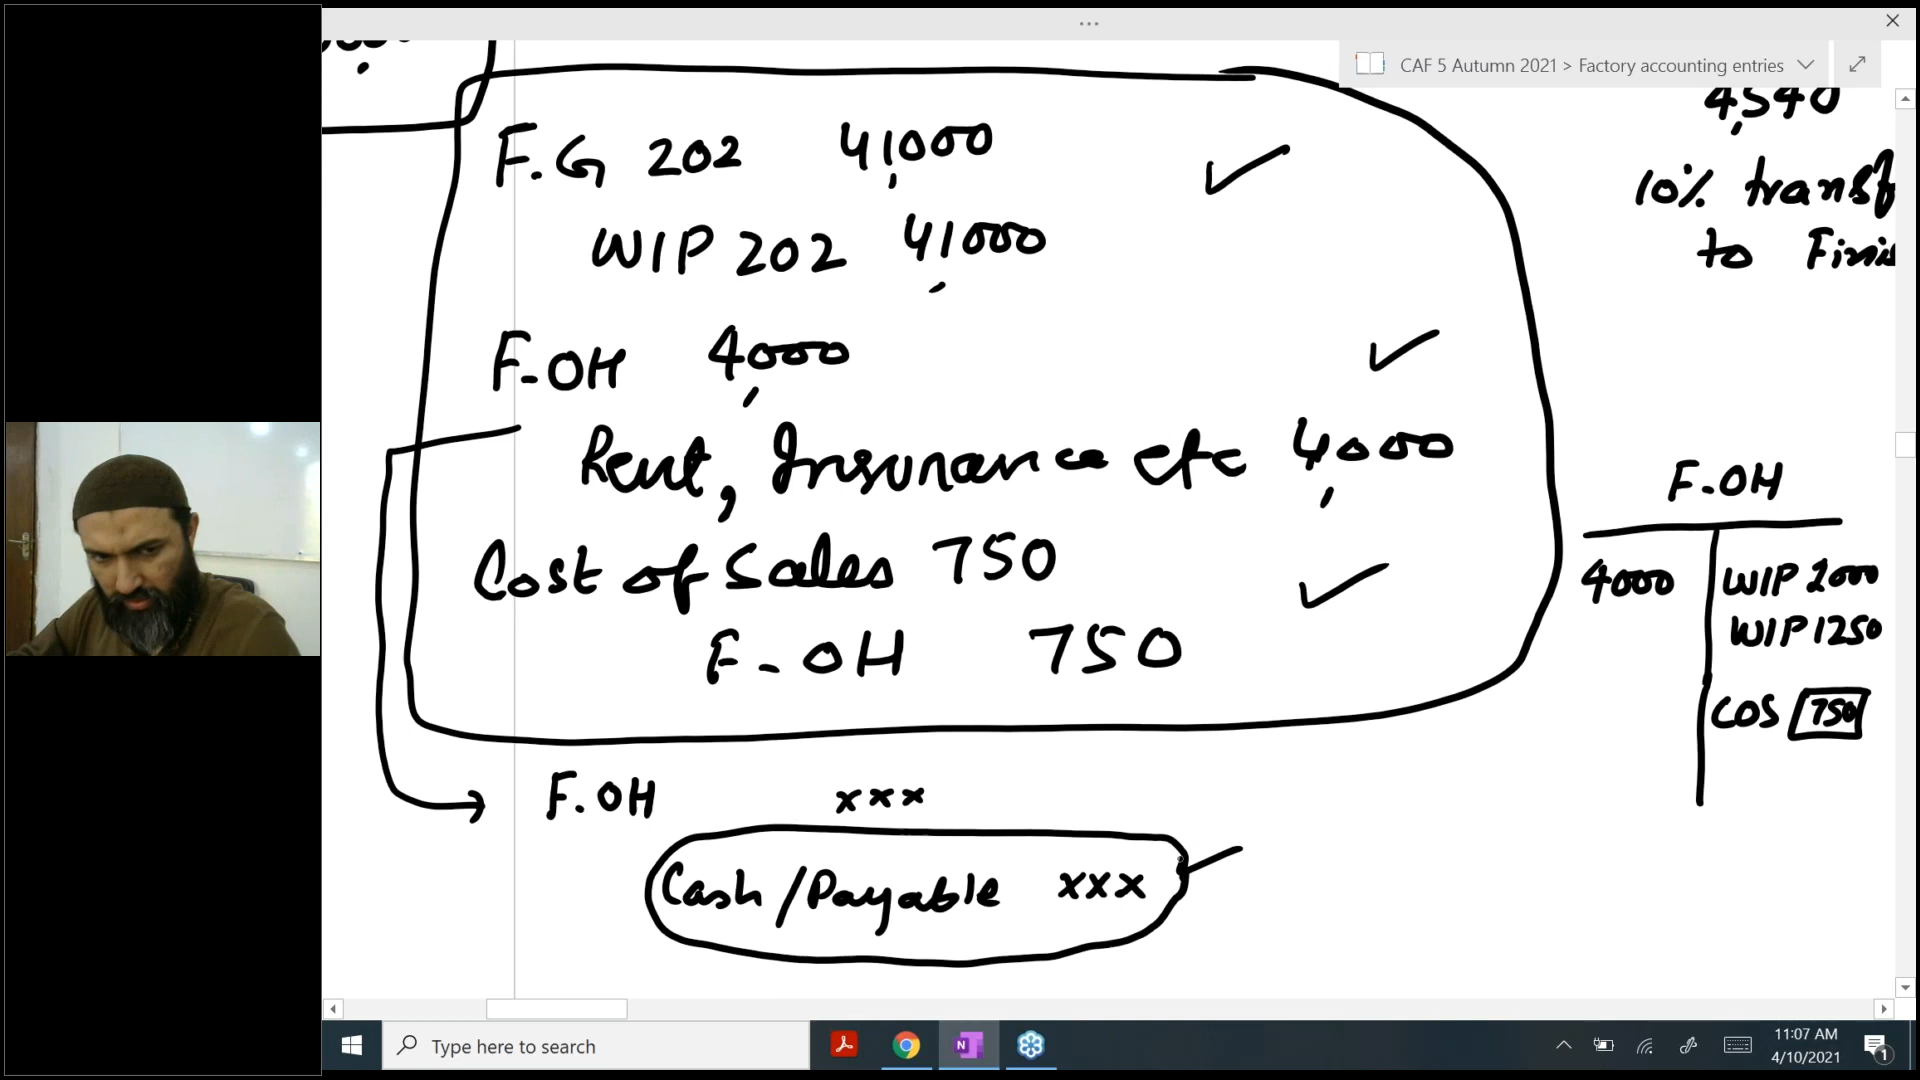 CAF 5 Autumn 2021 > Factory accounting entries
F.G 202 41,000
WIP 202 41,000
F-OH 4,000
Rent, Insurance etc 4,000
Cost of Sales 750
F-OH 750
F.OH xxx
Cash/Payable xxx
4,540
10% transf
to Finis
F-OH
4000 WIP 2000
WIP 1250
COS 750
Type here to search
11:07 AM
4/10/2021
1